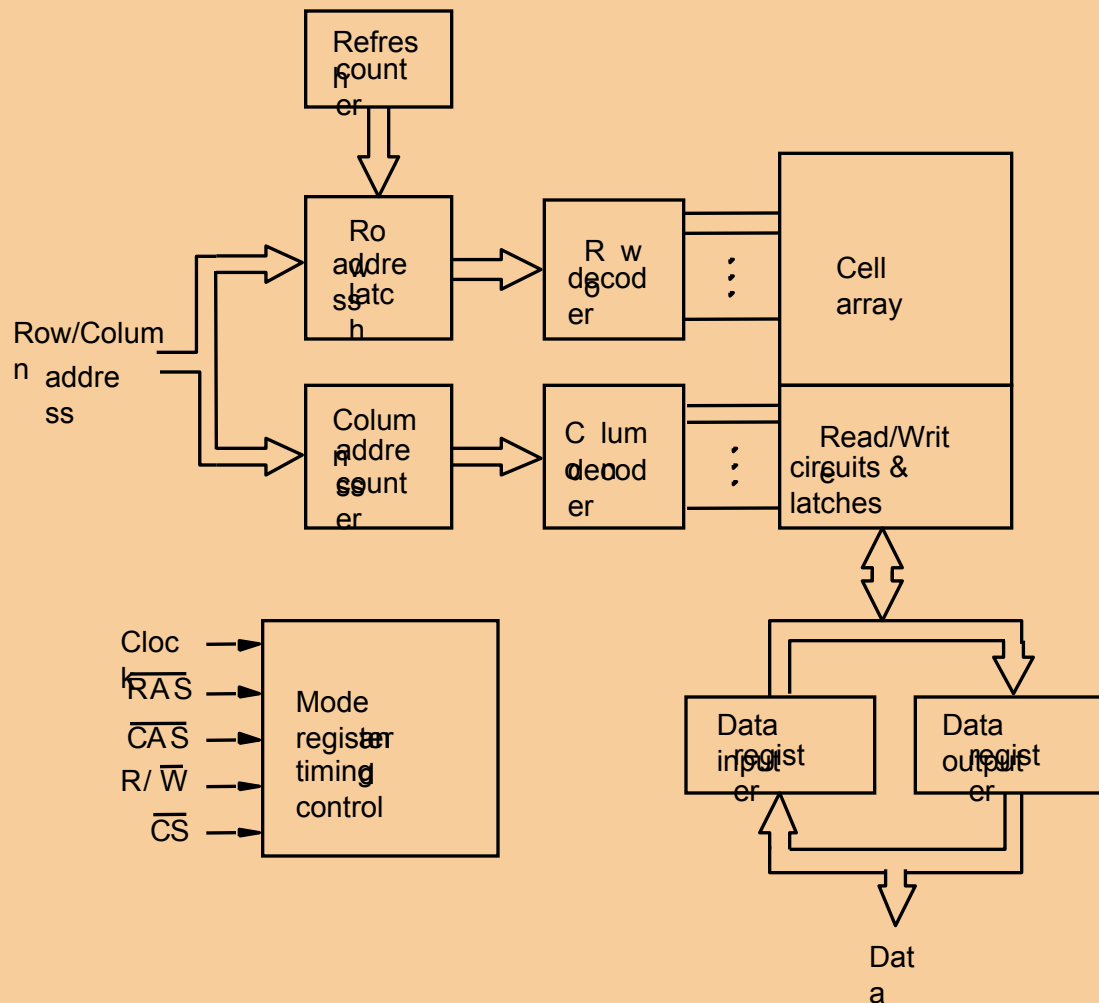 Refres
h
count
er
Ro
w
addre
ss
latc
h
R o w
decod
er
Cell
array
Row/Colum
n
addre
ss
Colum
n
addre
ss
count
er
C o lum n
decod
er
Read/Writ
e
circuits &
latches
Cloc
k
RAS
CAS
R/ W
CS
Mode
register
an
d
timing
control
Data
input
regist
er
Data
output
regist
er
Dat
a